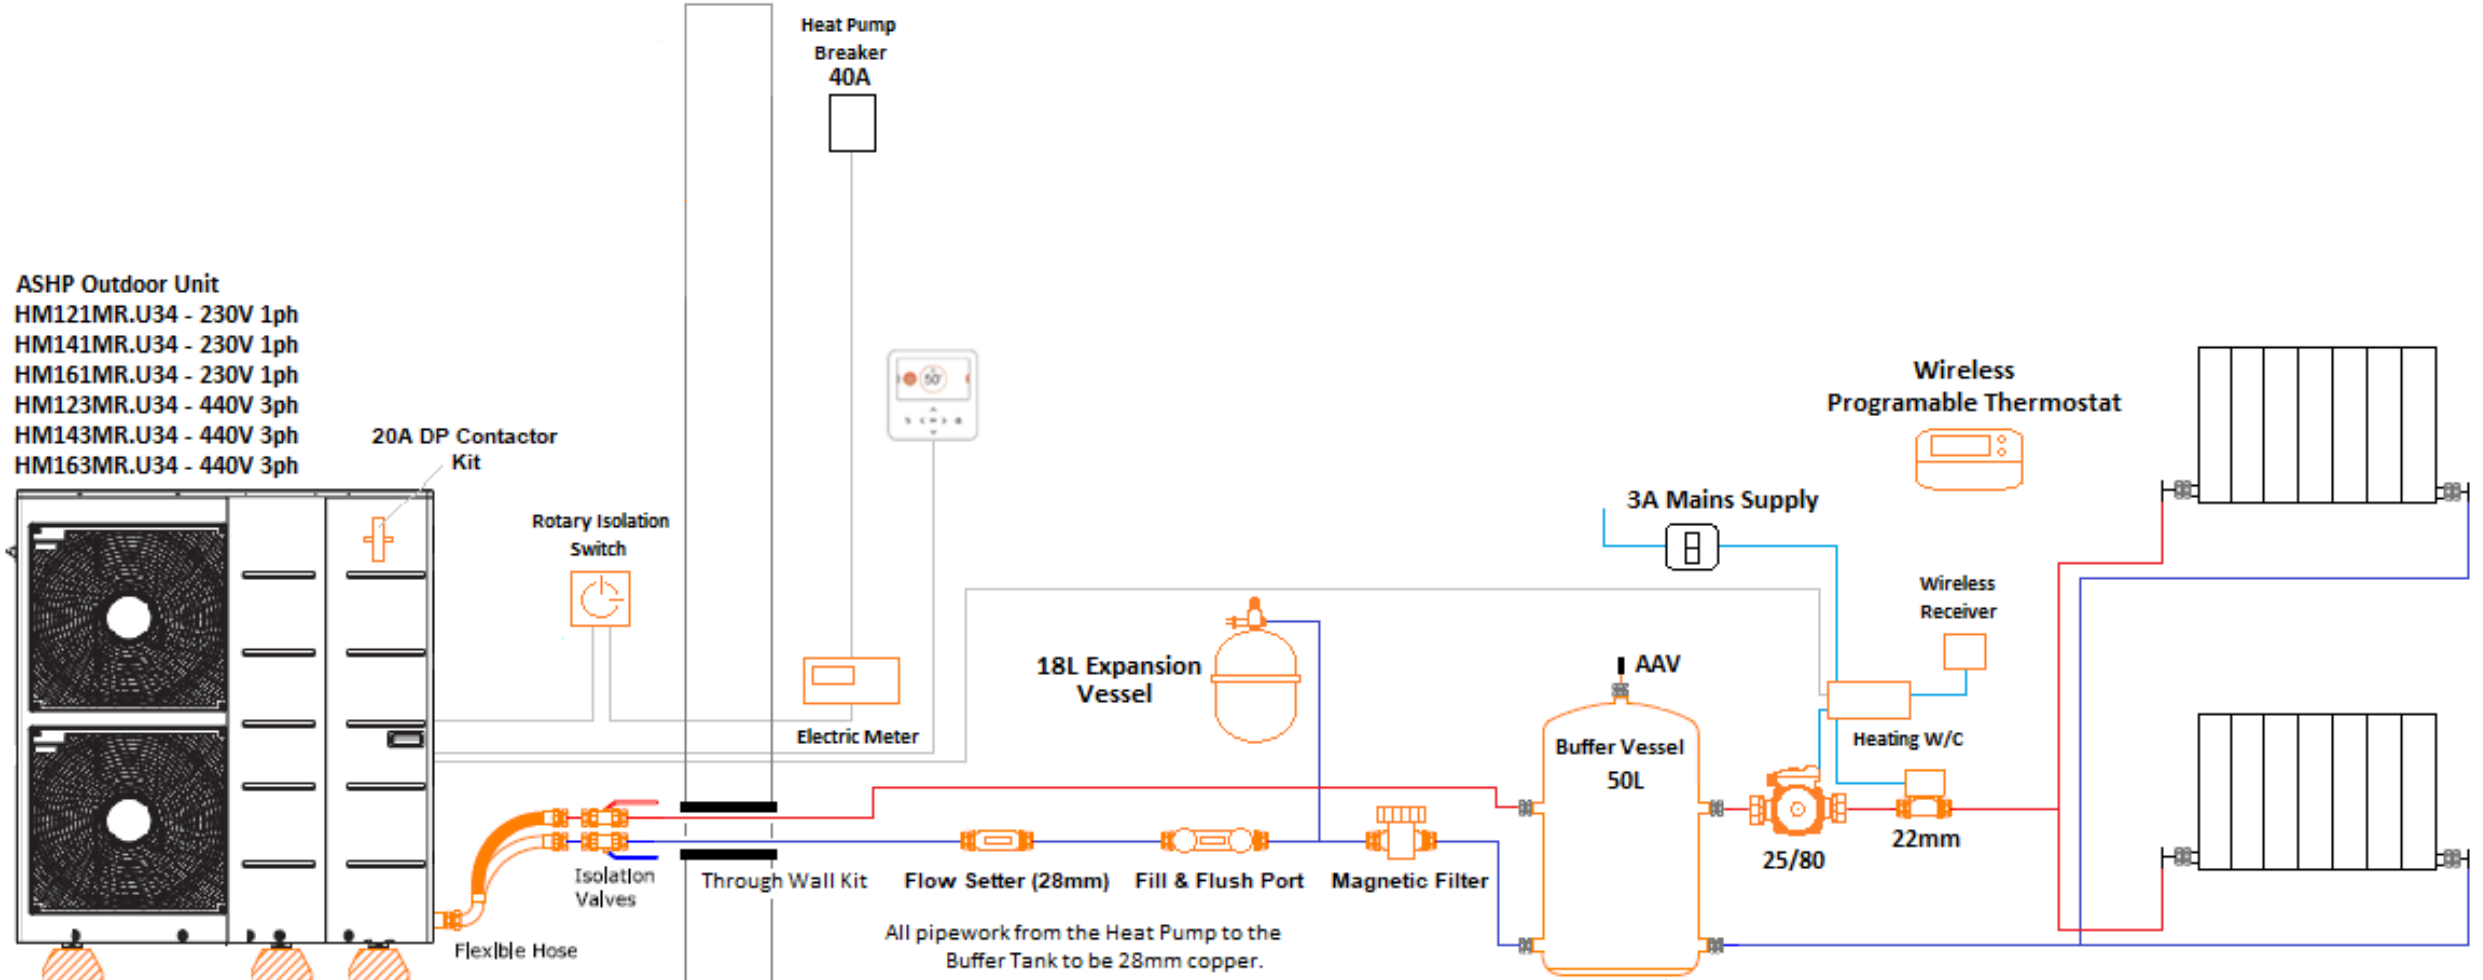 Heat Pump
Breaker
40A
ASHP Outdoor Unit
HM121MR.U34 - 230V 1ph
HM141MR.U34 - 230V 1ph
HM161MR.U34 - 230V 1ph
HM123MR.U34 - 440V 3ph
HM143MR.U34 - 440V 3ph
HM163MR.U34 - 440V 3ph
20A DP Contactor
Kit
Rotary Isolation
Switch
50°
Electric Meter
18L Expansion
Vessel
Wireless
Programable Thermostat
3A Mains Supply
Wireless
Receiver
AAV
Buffer Vessel
50L
Heating W/C
25/80
22mm
Isolation
Valves
Through Wall Kit
Flow Setter (28mm)
Fill & Flush Port
Magnetic Filter
Flexible Hose
All pipework from the Heat Pump to the
Buffer Tank to be 28mm copper.